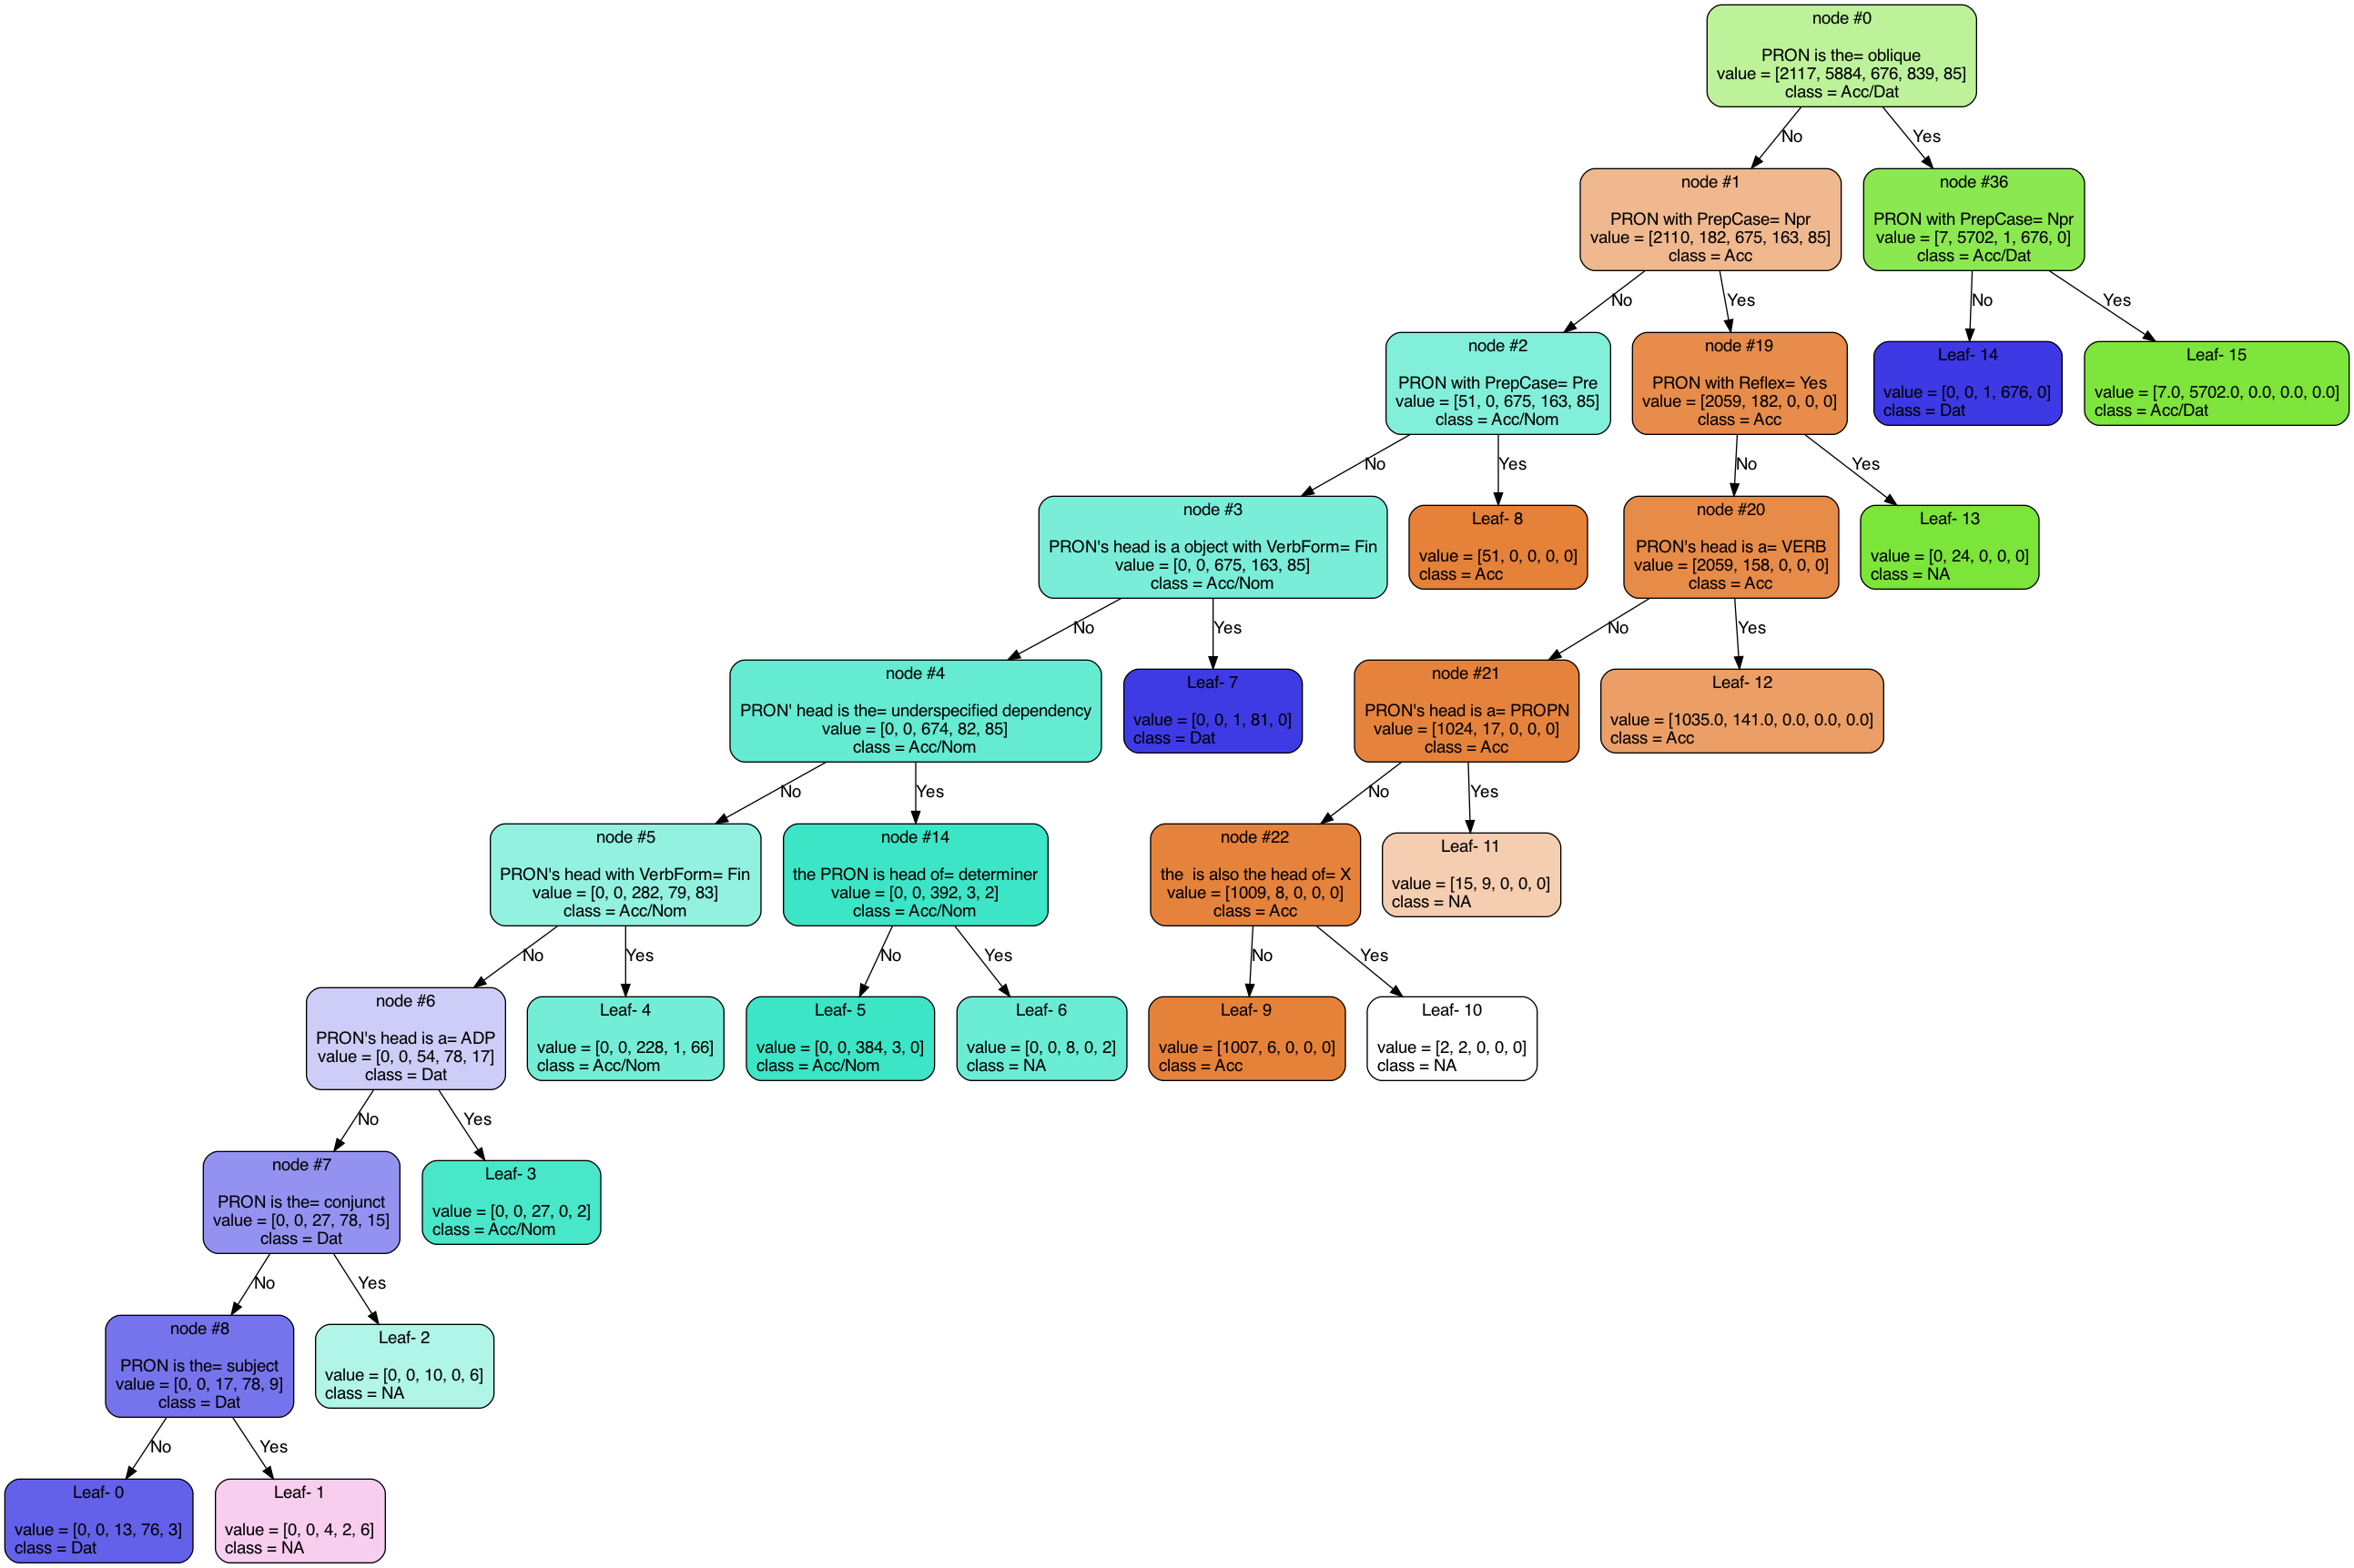 node #0
PRON is the= oblique
value = [2117, 5884, 676, 839, 85]
class = Acc/Dat
No
Yes
node #1
PRON with PrepCase= Npr
value = [2110, 182, 675, 163, 85]
class = Acc
node #36
PRON with PrepCase= Npr
value = [7, 5702, 1, 676, 0]
class = Acc/Dat
No
Yes
No
Yes
node #2
PRON with PrepCase= Pre
value = [51, 0, 675, 163, 85]
class = Acc/Nom
node #19
PRON with Reflex= Yes
value = [2059, 182, 0, 0, 0]
class = Acc
Leaf- 14
value = [0, 0, 1, 676, 0]
class = Dat
Leaf- 15
value = [7.0, 5702.0, 0.0, 0.0, 0.0]
class = Acc/Dat
No
Yes
No
Yes
node #3
PRON's head is a object with VerbForm= Fin
value = [0, 0, 675, 163, 85]
class = Acc/Nom
Leaf- 8
value = [51, 0, 0, 0, 0]
class = Acc
node #20
PRON's head is a= VERB
value = [2059, 158, 0, 0, 0]
class = Acc
Leaf- 13
value = [0, 24, 0, 0, 0]
class = NA
No
Yes
No
Yes
node #4
PRON' head is the= underspecified dependency
value = [0, 0, 674, 82, 85]
class = Acc/Nom
Leaf- 7
value = [0, 0, 1, 81, 0]
class = Dat
node #21
PRON's head is a= PROPN
value = [1024, 17, 0, 0, 0]
class = Acc
Leaf- 12
value = [1035.0, 141.0, 0.0, 0.0, 0.0]
class = Acc
No
Yes
No
Yes
node #5
PRON's head with VerbForm= Fin
value = [0, 0, 282, 79, 83]
class = Acc/Nom
node #14
the PRON is head of= determiner
value = [0, 0, 392, 3, 2]
class = Acc/Nom
node #22
the  is also the head of= X
value = [1009, 8, 0, 0, 0]
class = Acc
Leaf- 11
value = [15, 9, 0, 0, 0]
class = NA
No
Yes
No
Yes
No
Yes
node #6
PRON's head is a= ADP
value = [0, 0, 54, 78, 17]
class = Dat
Leaf- 4
value = [0, 0, 228, 1, 66]
class = Acc/Nom
Leaf- 5
value = [0, 0, 384, 3, 0]
class = Acc/Nom
Leaf- 6
value = [0, 0, 8, 0, 2]
class = NA
Leaf- 9
value = [1007, 6, 0, 0, 0]
class = Acc
Leaf- 10
value = [2, 2, 0, 0, 0]
class = NA
No
Yes
node #7
PRON is the= conjunct
value = [0, 0, 27, 78, 15]
class = Dat
Leaf- 3
value = [0, 0, 27, 0, 2]
class = Acc/Nom
No
Yes
node #8
PRON is the= subject
value = [0, 0, 17, 78, 9]
class = Dat
Leaf- 2
value = [0, 0, 10, 0, 6]
class = NA
No
Yes
Leaf- 0
value = [0, 0, 13, 76, 3]
class = Dat
Leaf- 1
value = [0, 0, 4, 2, 6]
class = NA